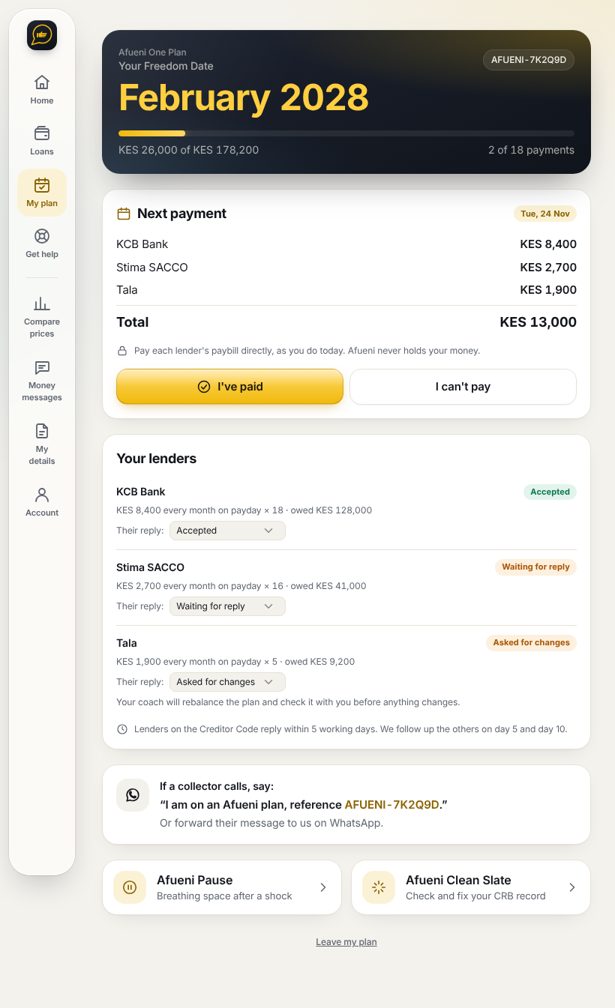 Home
Loans
My plan
Get help
Compare
prices
Money
messages
My
details
Account
Afueni One Plan
Your Freedom Date
AFUENI-7K2Q9D
February 2028
KES 26,000 of KES 178,200
2 of 18 payments
Next payment
Tue, 24 Nov
KCB Bank
KES 8,400
Stima SACCO
KES 2,700
Tala
KES 1,900
Total
KES 13,000
Pay each lender's paybill directly, as you do today. Afueni never holds your money.
I've paid
I can't pay
Your lenders
KCB Bank
Accepted
KES 8,400 every month on payday × 18 · owed KES 128,000
Their reply: Accepted
Stima SACCO
Waiting for reply
KES 2,700 every month on payday × 16 · owed KES 41,000
Their reply: Waiting for reply
Tala
Asked for changes
KES 1,900 every month on payday × 5 · owed KES 9,200
Their reply: Asked for changes
Your coach will rebalance the plan and check it with you before anything changes.
Lenders on the Creditor Code reply within 5 working days. We follow up the others on day 5 and day 10.
If a collector calls, say:
“I am on an Afueni plan, reference AFUENI-7K2Q9D.”
Or forward their message to us on WhatsApp.
Afueni Pause
Breathing space after a shock
Afueni Clean Slate
Check and fix your CRB record
Leave my plan